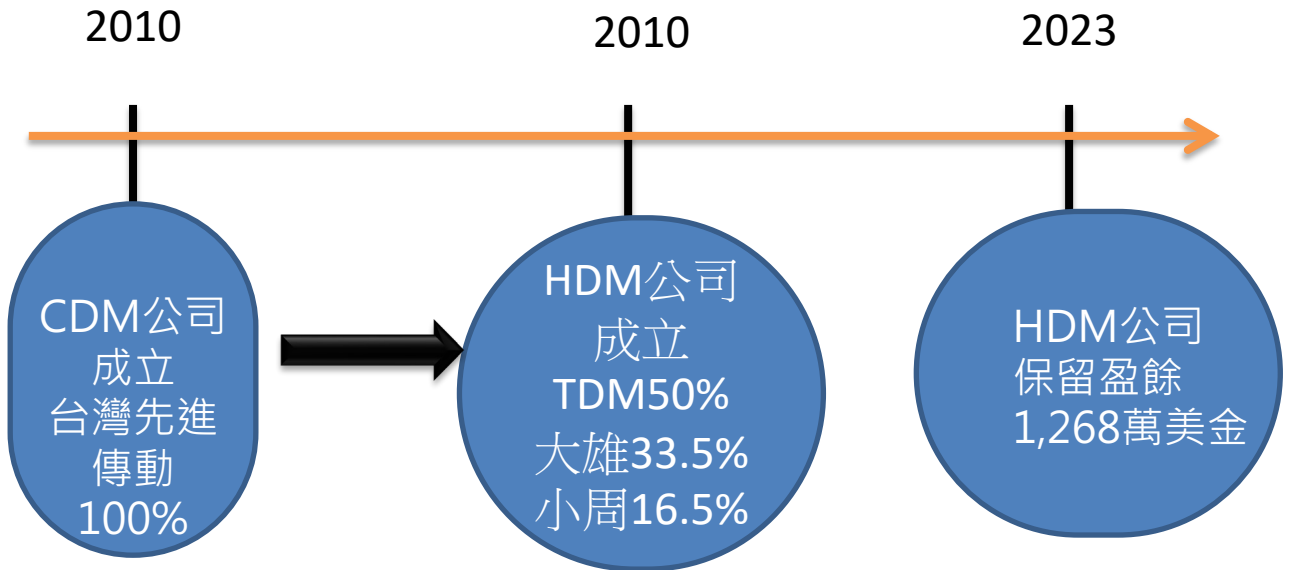 2010
2010
2023
CDM公司
成立
台灣先進
傳動
100%
HDM公司
成立
TDM50%
大雄33.5%
小周16.5%
HDM公司
保留盈餘
1,268萬美金